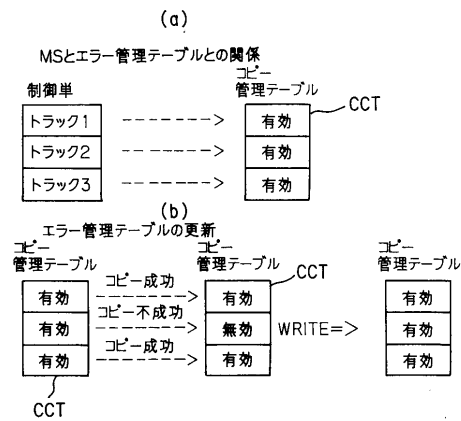 (a)
MSとエラー管理テーブルとの関係
制御単
コピー
管理テーブル
CCT
トラック1
---------->
有効
トラック2
---------->
有効
トラック3
---------->
有効
(b)
エラー管理テーブルの更新
コピー
管理テーブル
コピー
管理テーブル
コピー
管理テーブル
CCT
有効
コピー成功
有効
有効
有効
コピー不成功
無効
WRITE=>
有効
有効
コピー成功
有効
有効
CCT